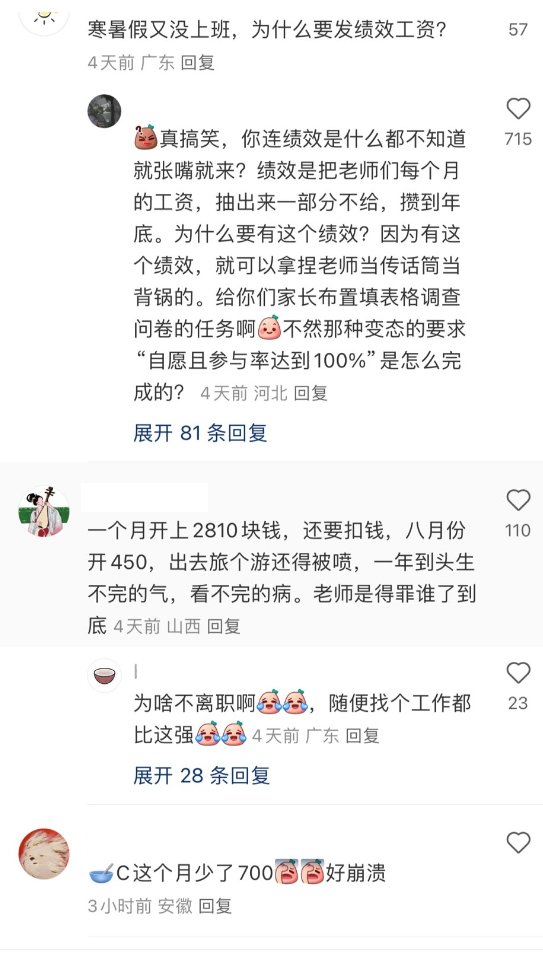 寒暑假又没上班，为什么要发绩效工资？
57
4天前 广东 回复
真搞笑，你连绩效是什么都不知道
715
就张嘴就来？绩效是把老师们每个月
的工资，抽出来一部分不给，攒到年
底。为什么要有这个绩效？因为有这
个绩效，就可以拿捏老师当传话筒当
背锅的。给你们家长布置填表格调查
问卷的任务啊不然那种变态的要求
“自愿且参与率达到100%”是怎么完
成的？ 4天前 河北 回复
展开 81 条回复
一个月开上2810块钱，还要扣钱，八月份
110
开450，出去旅个游还得被喷，一年到头生
不完的气，看不完的病。老师是得罪谁了到
底 4天前 山西 回复
为啥不离职啊，随便找个工作都
23
比这强 4天前 广东 回复
展开 28 条回复
C这个月少了700好崩溃
3小时前 安徽 回复